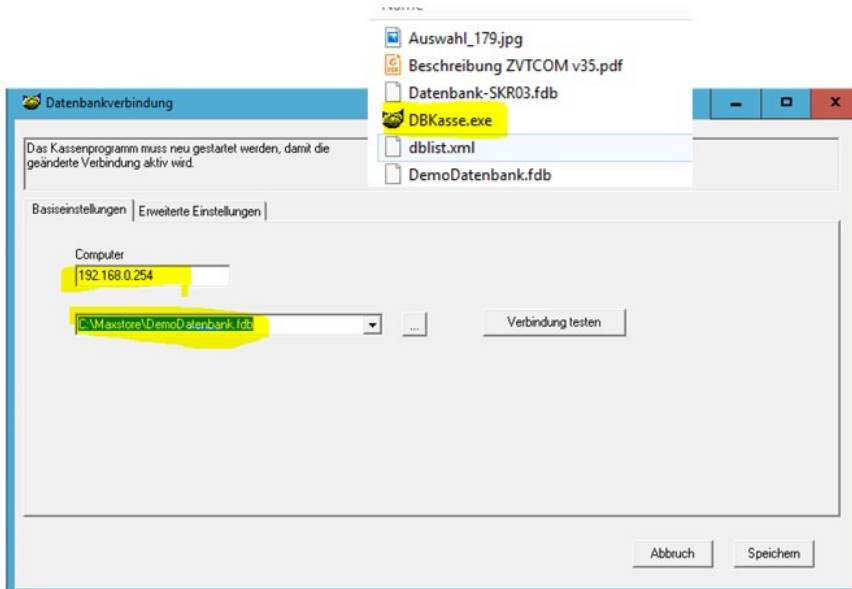 Auswahl_179.jpg
Beschreibung ZVTCOM v35.pdf
Datenbank-SKR03.fdb
DBKasse.exe
dblist.xml
DemoDatenbank.fdb
Datenbankverbindung
Das Kassenprogramm muss neu gestartet werden, damit die
geänderte Verbindung aktiv wird.
Basiseinstellungen
Erweiterte Einstellungen
Computer
192.168.0.254
C:\Maxstore\DemoDatenbank.fdb
...
Verbindung testen
Abbruch
Speichern